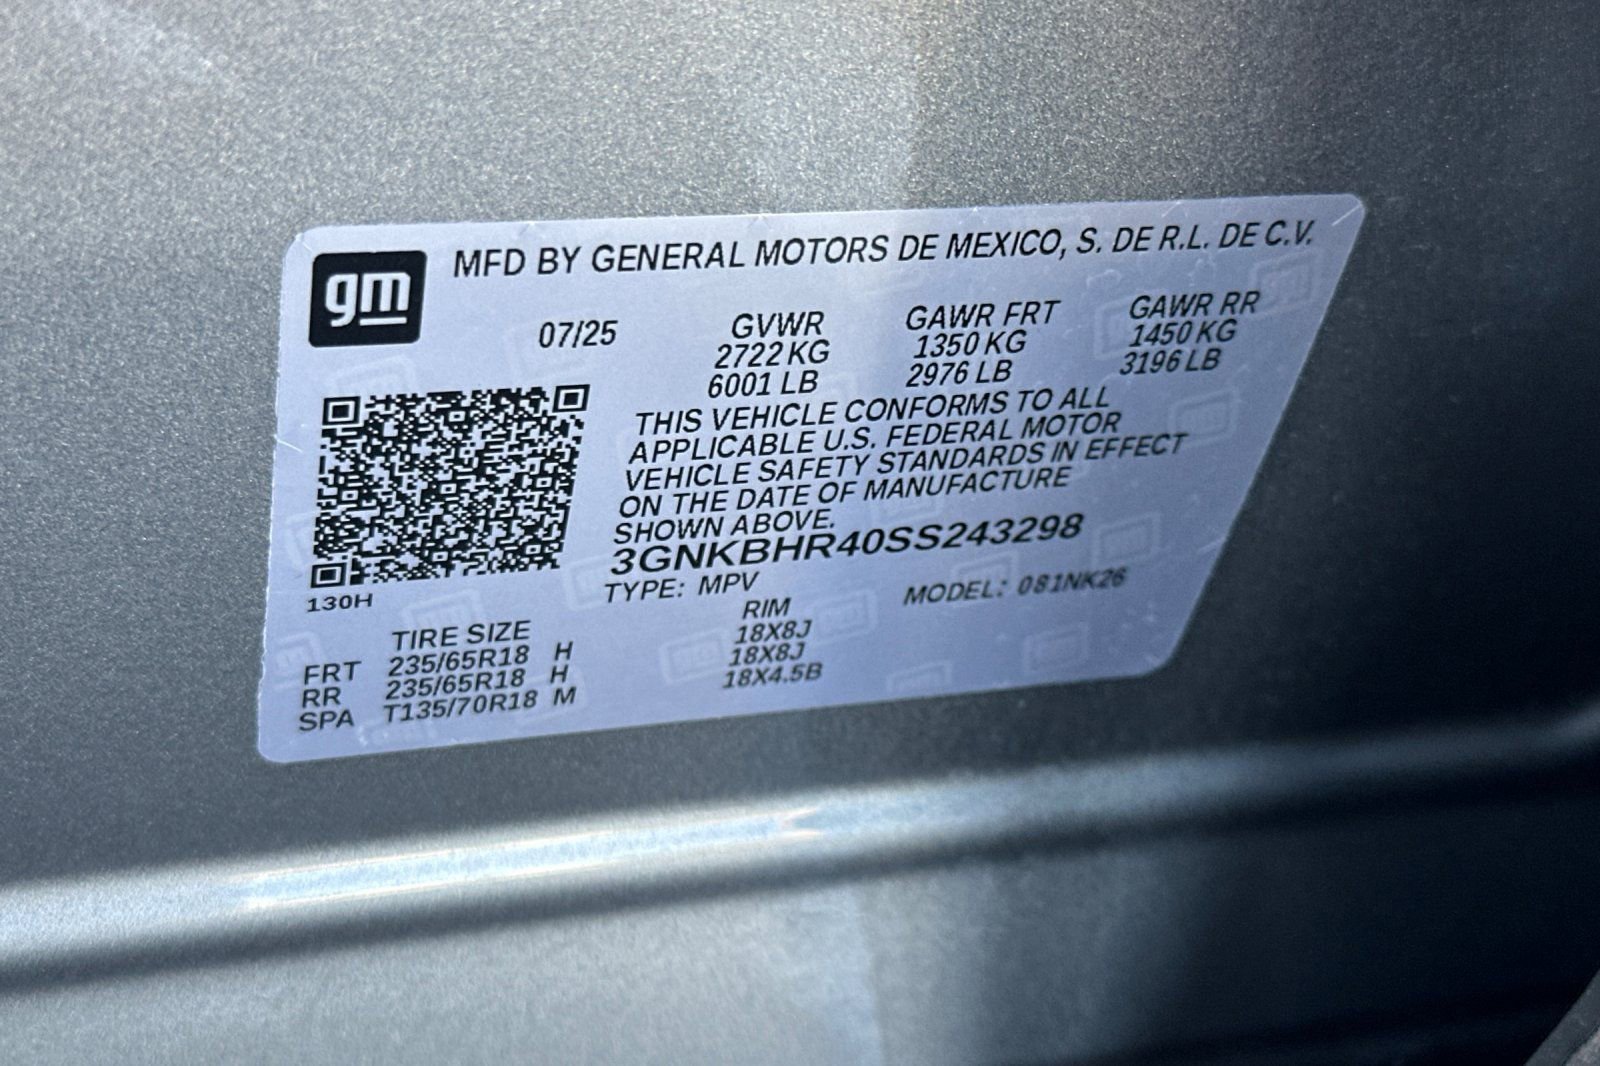 gm
MFD BY GENERAL MOTORS DE MEXICO, S. DE R.L. DE C.V.
07/25 GVWR GAWR FRT GAWR RR
2722 KG 1350 KG 1450 KG
6001 LB 2976 LB 3196 LB
THIS VEHICLE CONFORMS TO ALL
APPLICABLE U.S. FEDERAL MOTOR
VEHICLE SAFETY STANDARDS IN EFFECT
ON THE DATE OF MANUFACTURE
SHOWN ABOVE.
3GNKBHR40SS243298
TYPE: MPV MODEL: 081NK26
130H
TIRE SIZE RIM
FRT 235/65R18 H 18X8J
RR 235/65R18 H 18X8J
SPA T135/70R18 M 18X4.5B